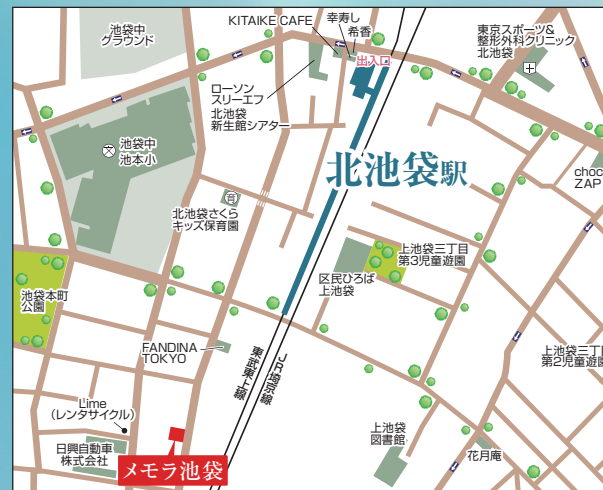 池袋中
グラウンド
KITAIKE CAFE
幸寿し
希香
出入口
東京スポーツ&
整形外科クリニック
北池袋
ローソン
スリーエフ
北池袋
新生館シアター
文
池袋中
池本小
北池袋駅
choc
ZAP
育
北池袋さくら
キッズ保育園
上池袋三丁目
第3児童遊園
区民ひろば
上池袋
池袋本町
公園
FANDINA
TOKYO
東武東上線
JR埼京線
上池袋三丁
第2児童遊園
Lime
(レンタサイクル)
日興自動車
株式会社
メモラ池袋
上池袋
図書館
花月庵